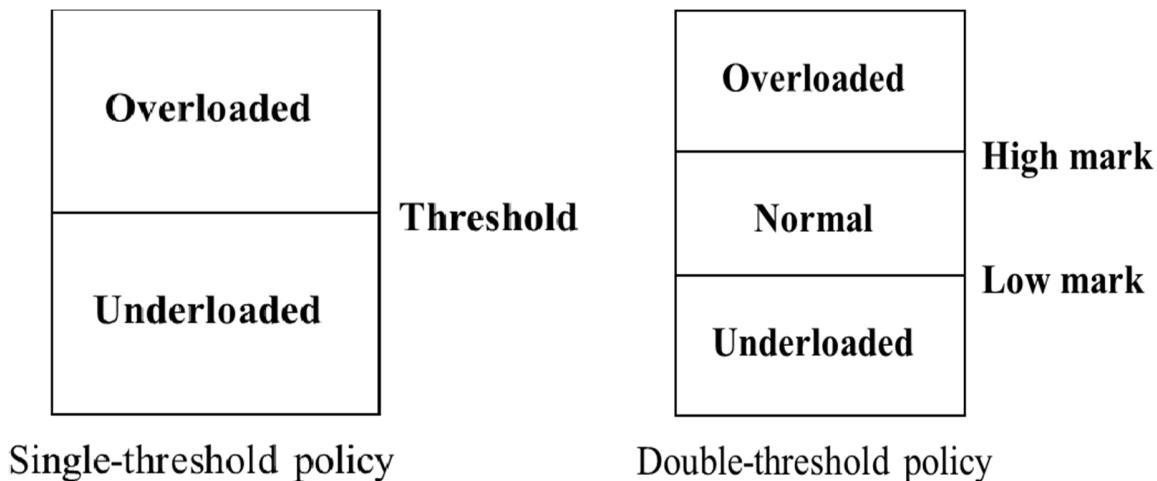 Overloaded
Threshold
Underloaded
Single-threshold policy
Overloaded
High mark
Normal
Low mark
Underloaded
Double-threshold policy